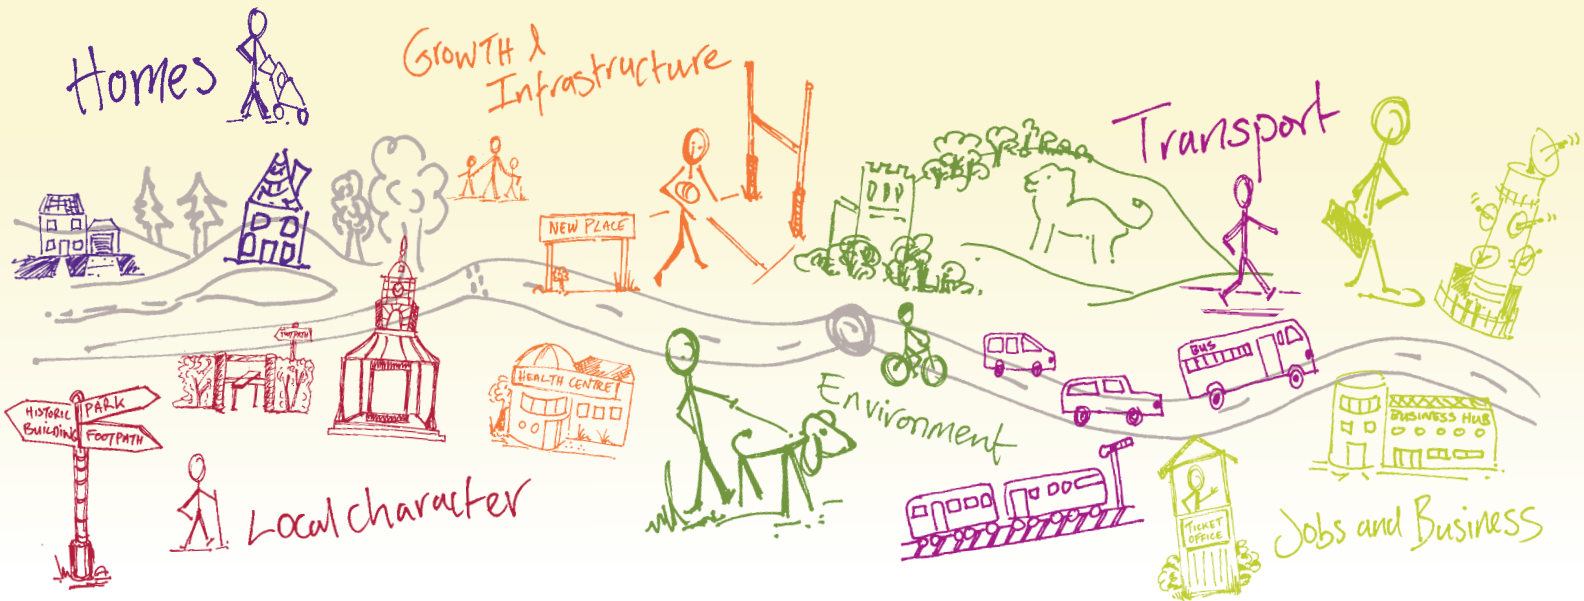 Homes
Growth &
Infrastructure
Transport
NEW PLACE
FOOTPATH
BUS
HEALTH CENTRE
Environment
HISTORIC
BUILDING
PARK
FOOTPATH
BUSINESS HUB
Local character
TICKET
OFFICE
Jobs and Business